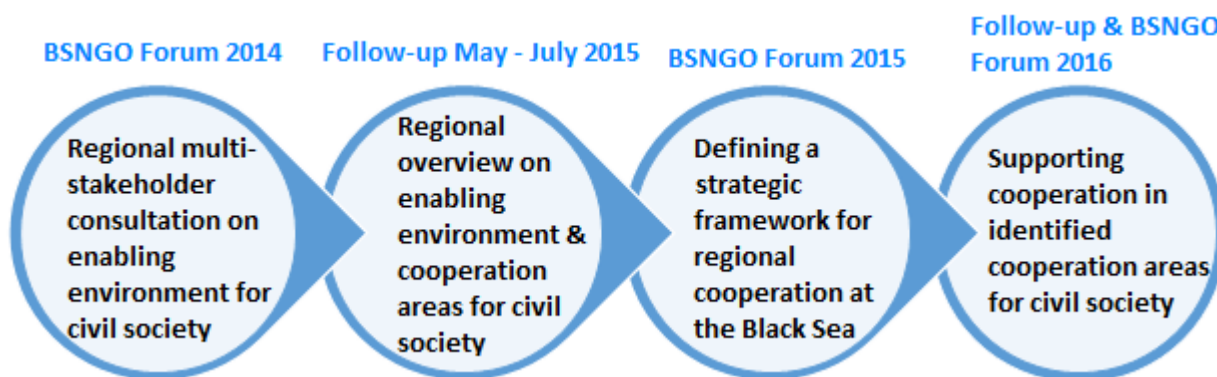 BSNGO Forum 2014
Regional multi-
stakeholder
consultation on
enabling
environment for
civil society
Follow-up May - July 2015
Regional
overview on
enabling
environment &
cooperation
areas for civil
society
BSNGO Forum 2015
Defining a
strategic
framework for
regional
cooperation at
the Black Sea
Follow-up & BSNGO
Forum 2016
Supporting
cooperation in
identified
cooperation areas
for civil society